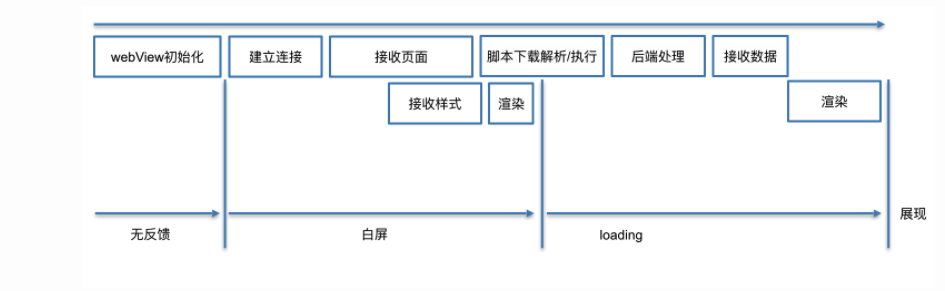 webView初始化
建立连接
接收页面
脚本下载解析/执行
后端处理
接收数据
接收样式
渲染
渲染
无反馈
白屏
loading
展现